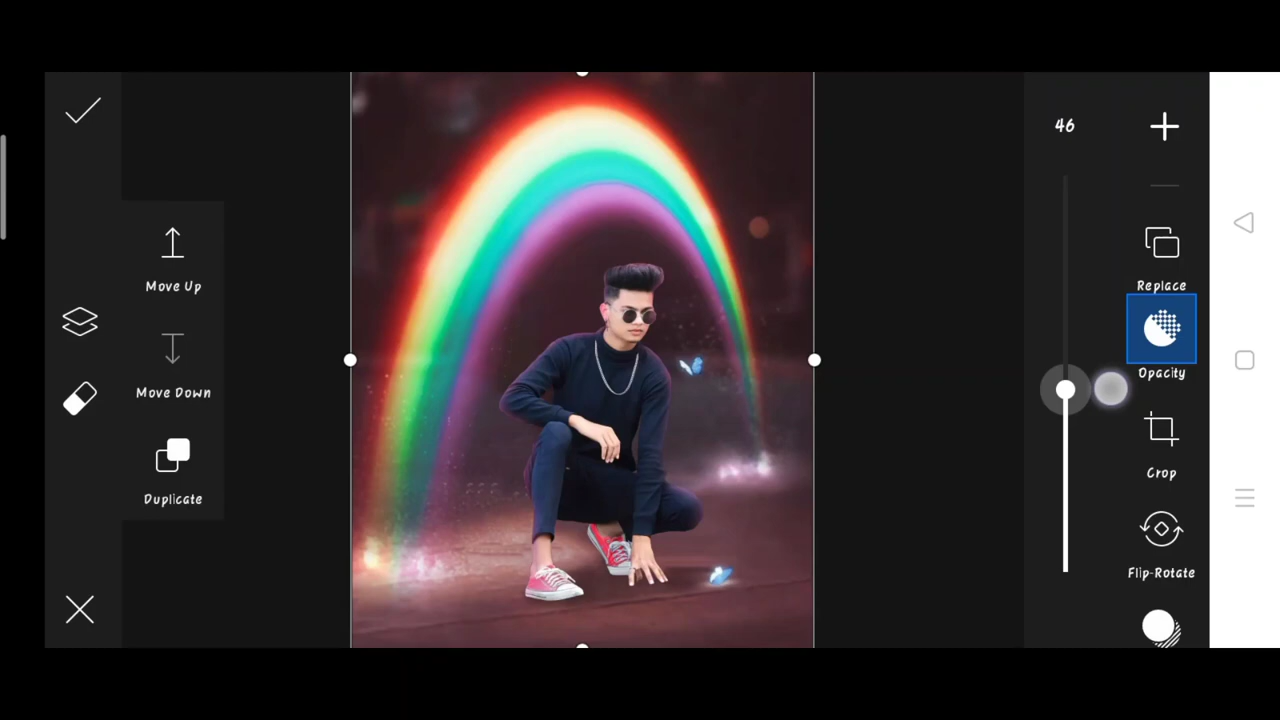 46
Move Up
Replace
Opacity
Move Down
Crop
Duplicate
Flip-Rotate